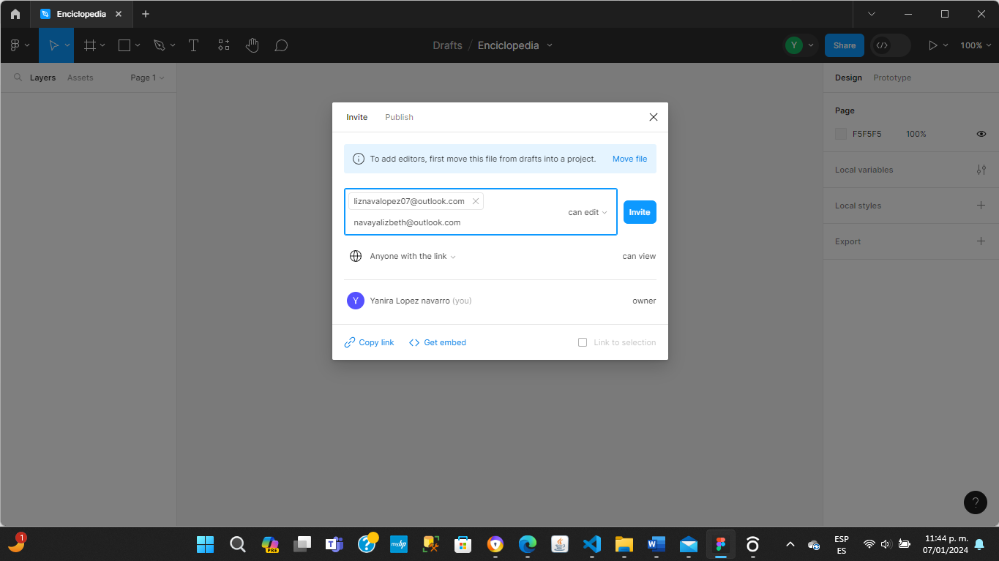 Enciclopedia
Drafts / Enciclopedia
Y
Share
100%
Layers
Assets
Page 1
Design
Prototype
Page
F5F5F5
100%
Local variables
Local styles
Export
Invite
Publish
To add editors, first move this file from drafts into a project.
Move file
liznavalopez07@outlook.com
can edit
Invite
navayalizbeth@outlook.com
Anyone with the link
can view
Y
Yanira Lopez navarro (you)
owner
Copy link
Get embed
Link to selection
?
1
PRE
T
?
myhp
W
ESP
ES
11:44 p. m.
07/01/2024